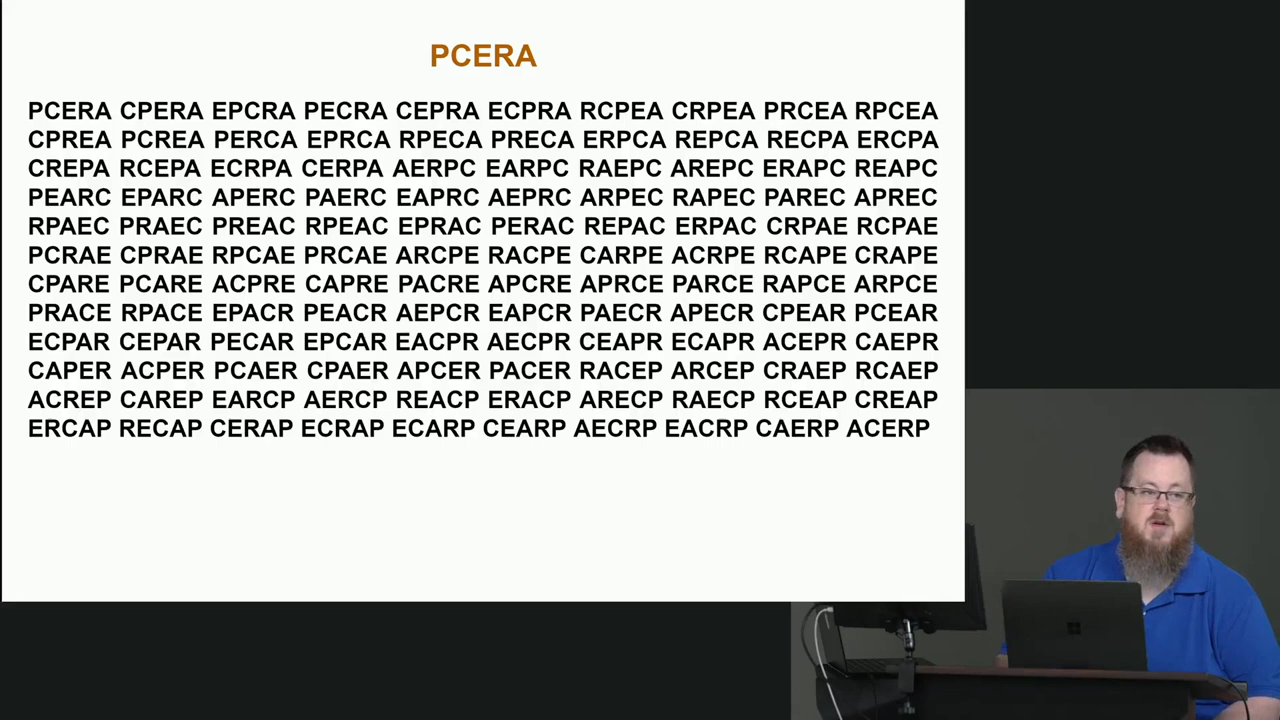 PCERA
PCERA CPERA EPCRA PECRA CEPRA ECPRA RCPEA CRPEA PRCEA RPCEA
CPREA PCREA PERCA EPRCA RPECA PRECA ERPCA REPCA RECPA ERCPA
CREPA RCEPA ECRPA CERPA AERPC EARPC RAEPC AREPC ERAPC REAPC
PEARC EPARC APERC PAERC EAPRC AEPRC ARPEC RAPEC PAREC APREC
RPAEC PRAEC PREAC RPEAC EPRAC PERAC REPAC ERPAC CRPAE RCPAE
PCRAE CPRAE RPCAE PRCAE ARCPE RACPE CARPE ACRPE RCAPE CRAPE
CPARE PCARE ACPRE CAPRE PACRE APCRE APRCE PARCE RAPCE ARPCE
PRACE RPACE EPACR PEACR AEPCR EAPCR PAECR APECR CPEAR PCEAR
ECPAR CEPAR PECAR EPCAR EACPR AECPR CEAPR ECAPR ACEPR CAEPR
CAPER ACPER PCAER CPAER APCER PACER RACEP ARCEP CRAEP RCAEP
ACREP CAREP EARCP AERCP REACP ERACP ARECP RAECP RCEAP CREAP
ERCAP RECAP CERAP ECRAP ECARP CEARP AECRP EACRP CAERP ACERP